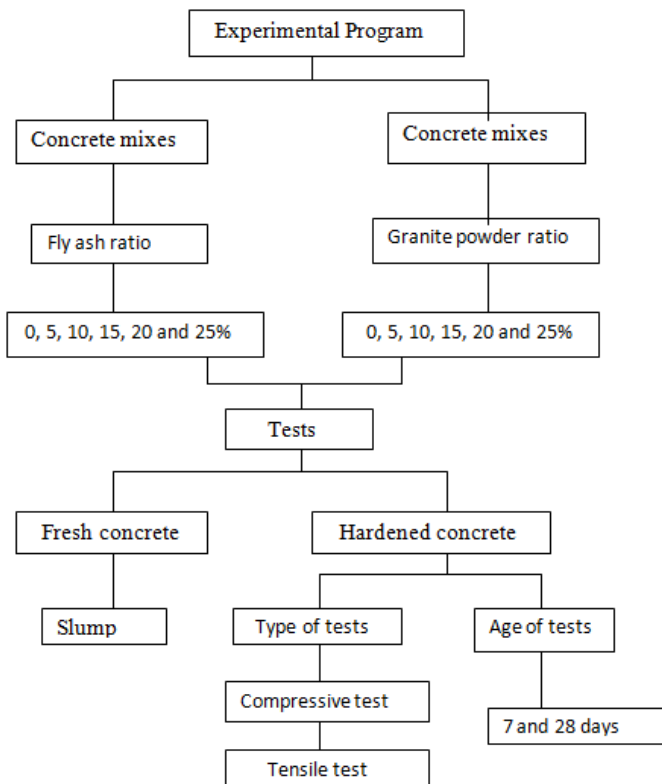 Experimental Program
Concrete mixes
Concrete mixes
Fly ash ratio
Granite powder ratio
0, 5, 10, 15, 20 and 25%
0, 5, 10, 15, 20 and 25%
Tests
Fresh concrete
Hardened concrete
Slump
Type of tests
Age of tests
Compressive test
7 and 28 days
Tensile test